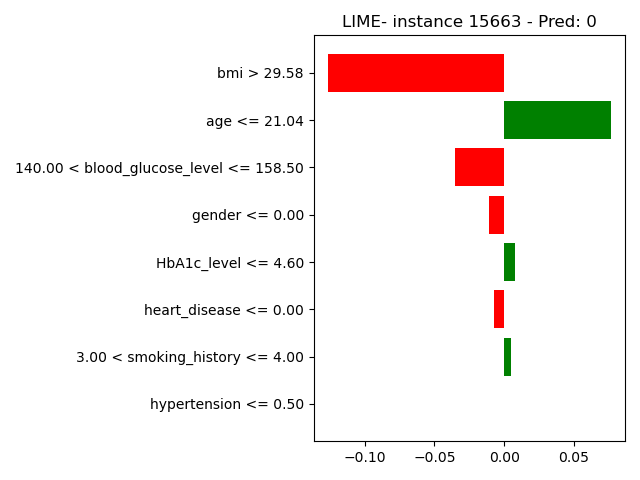 LIME- instance 15663 - Pred: 0
bmi > 29.58
age <= 21.04
140.00 < blood_glucose_level <= 158.50
gender <= 0.00
HbA1c_level <= 4.60
heart_disease <= 0.00
3.00 < smoking_history <= 4.00
hypertension <= 0.50
−0.10 −0.05 0.00 0.05